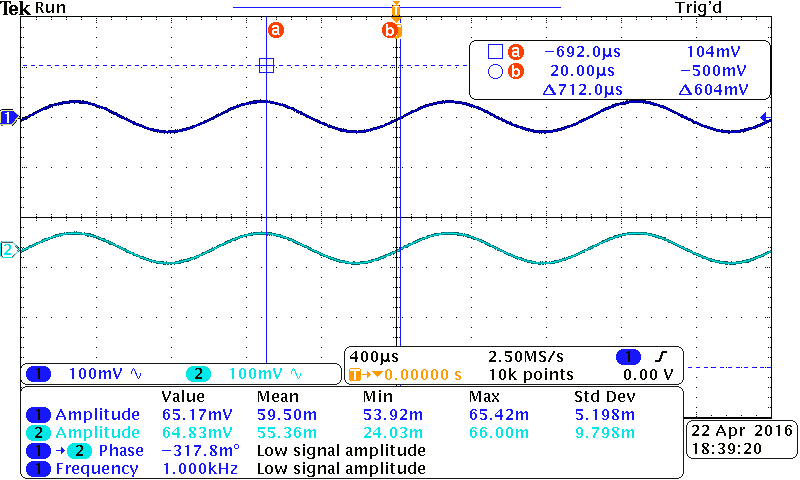 Tek Run Trig'd
a b T
a −692.0µs 104mV
b 20.00µs −500mV
Δ712.0µs Δ604mV
1
2
1 100mV 2 100mV
400µs 2.50MS/s 1
T→▼0.00000 s 10k points 0.00 V
Value Mean Min Max Std Dev
1 Amplitude 65.17mV 59.50m 53.92m 65.42m 5.198m
2 Amplitude 64.83mV 55.36m 24.03m 66.00m 9.798m
1 → 2 Phase −317.8m° Low signal amplitude
1 Frequency 1.000kHz Low signal amplitude
22 Apr 2016
18:39:20